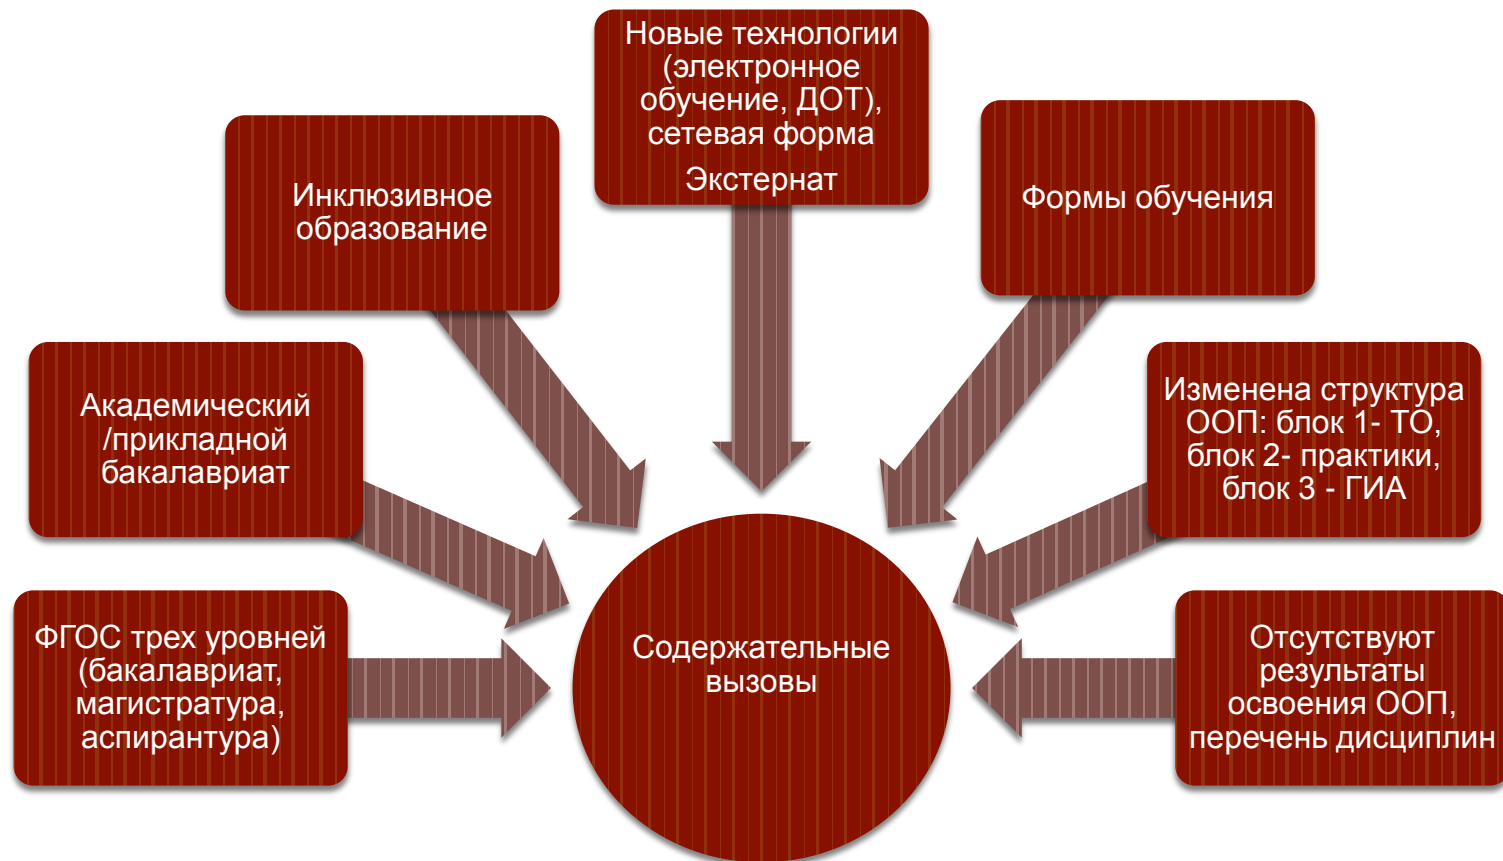 Новые технологии
(электронное
обучение, ДОТ),
сетевая форма
Экстернат
Инклюзивное
образование
Формы обучения
Академический
/прикладной
бакалавриат
Изменена структура
ООП: блок 1- ТО,
блок 2- практики,
блок 3 - ГИА
ФГОС трех уровней
(бакалавриат,
магистратура,
аспирантура)
Содержательные
вызовы
Отсутствуют
результаты
освоения ООП,
перечень дисциплин